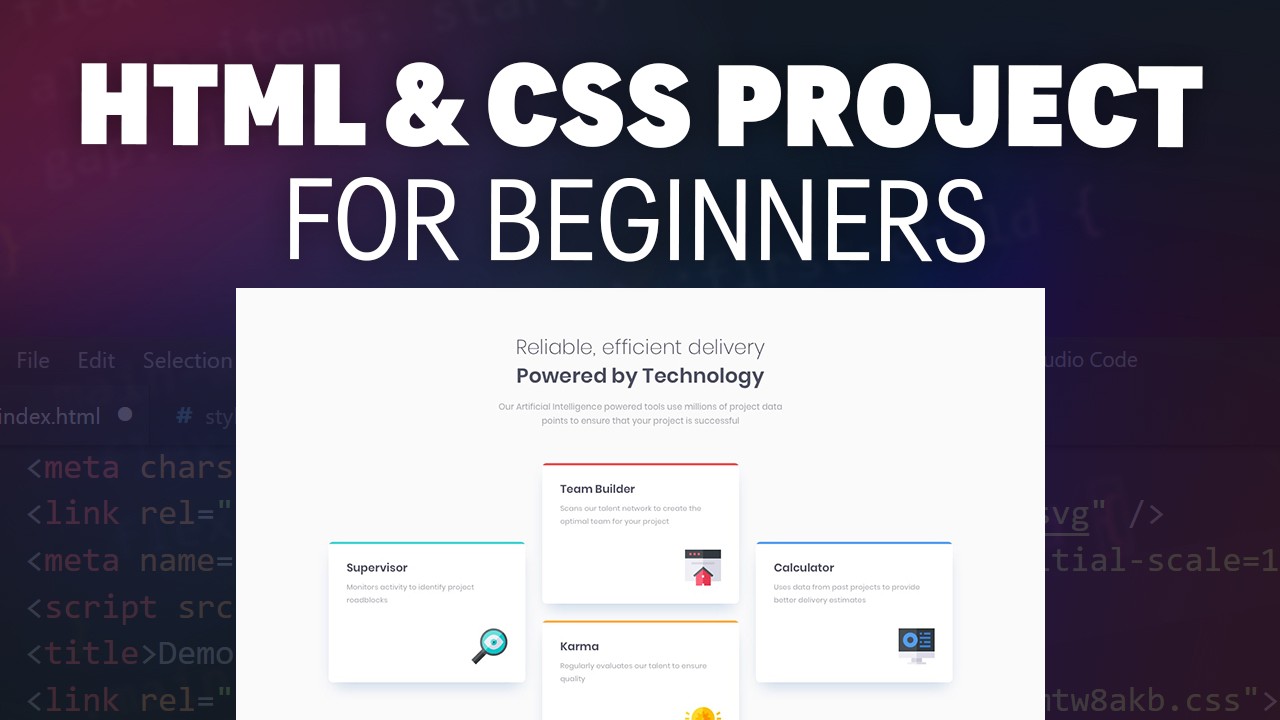 HTML & CSS PROJECT
FOR BEGINNERS
Reliable, efficient delivery
Powered by Technology
Our Artificial Intelligence powered tools use millions of project data
points to ensure that your project is successful
Team Builder
Scans our talent network to create the
optimal team for your project
Supervisor
Monitors activity to identify project
roadblocks
Calculator
Uses data from past projects to provide
better delivery estimates
Karma
Regularly evaluates our talent to ensure
quality
File Edit Selection
udio Code
index.html # sty
<meta chars
<link rel=" svg" />
<meta name= tial-scale=1
<script src
<title>Demo
<link rel=" mtw8akb.css">